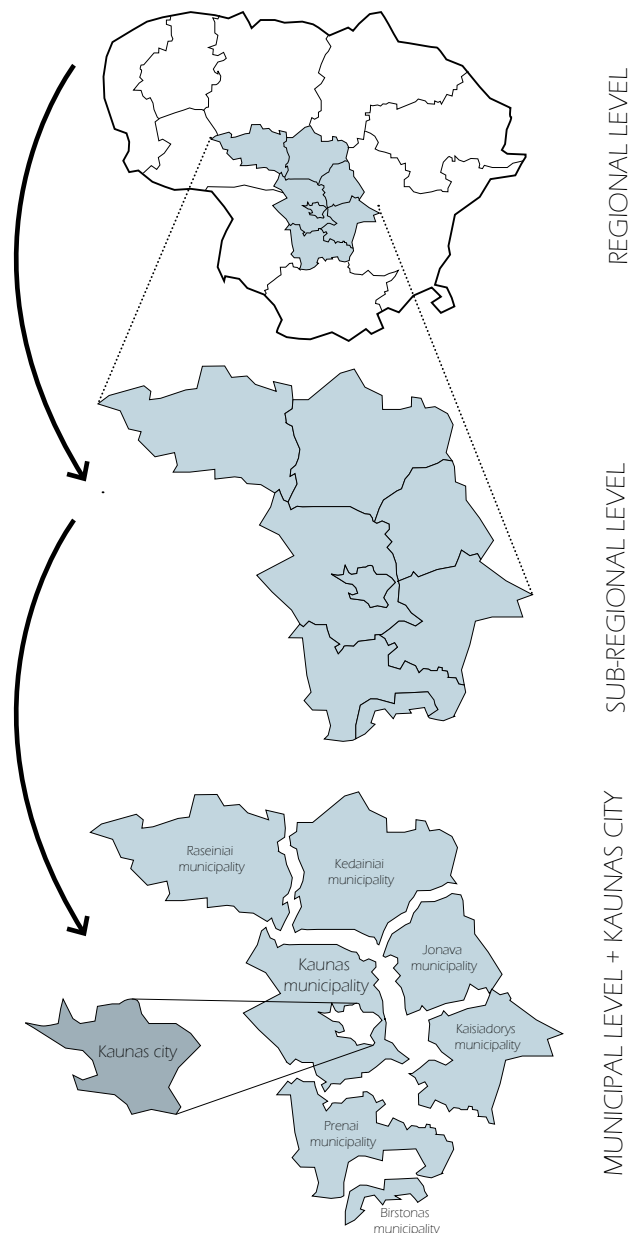 REGIONAL LEVEL
SUB-REGIONAL LEVEL
MUNICIPAL LEVEL + KAUNAS CITY
Raseiniai
municipality
Kedainiai
municipality
Jonava
municipality
Kaunas
municipality
Kaisiadorys
municipality
Kaunas city
Prenai
municipality
Birstonas
municipality